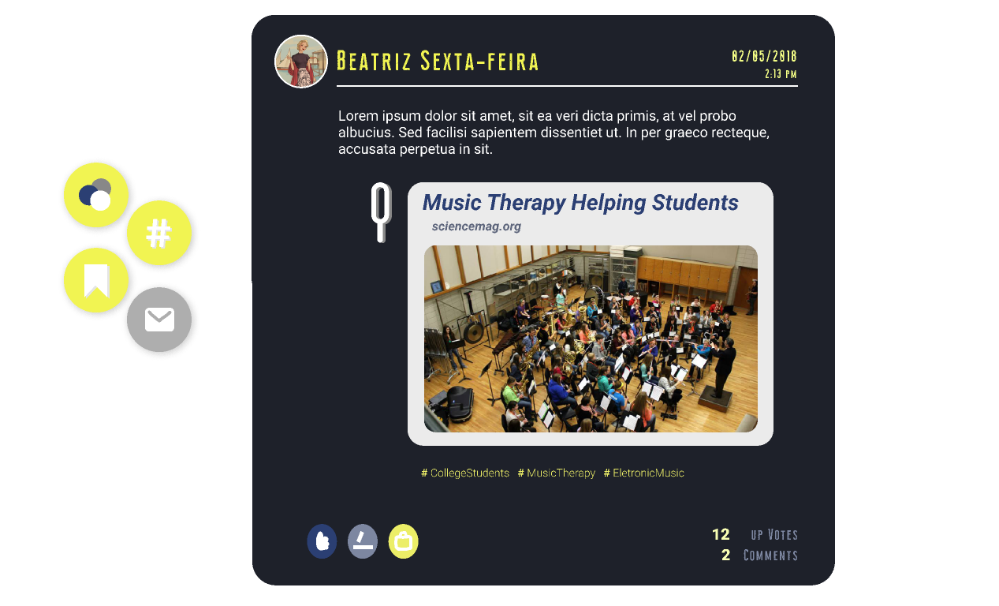 Beatriz Sexta-feira
02/05/2018
2:13 pm
Lorem ipsum dolor sit amet, sit ea veri dicta primis, at vel probo
albucius. Sed facilisi sapientem dissentiet ut. In per graeco recteque,
accusata perpetua in sit.
#
Music Therapy Helping Students
sciencemag.org
# CollegeStudents # MusicTherapy # EletronicMusic
12 up Votes
2 Comments